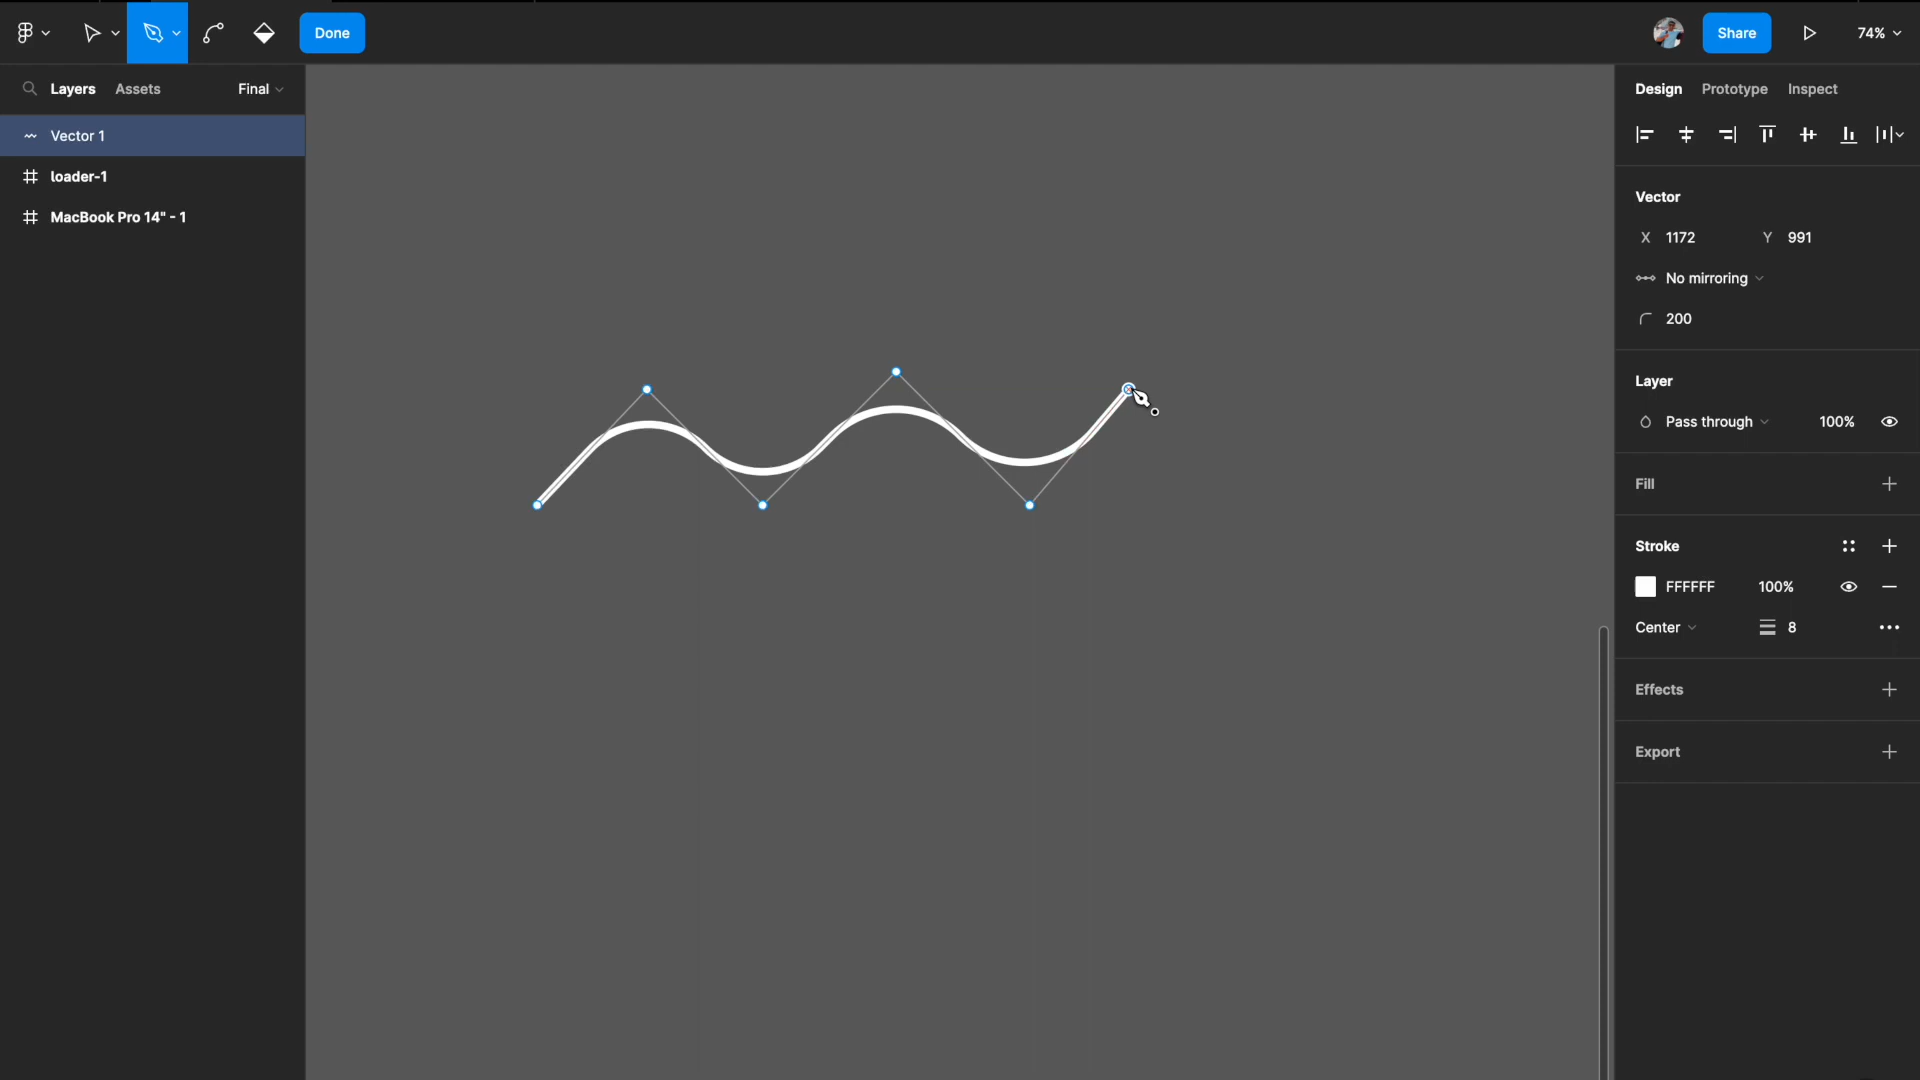 Done
Share
74%
Layers
Assets
Final
Vector 1
loader-1
MacBook Pro 14" - 1
Design
Prototype
Inspect
Vector
X 1172
Y 991
No mirroring
200
Layer
Pass through
100%
Fill
Stroke
FFFFFF
100%
Center
8
Effects
Export